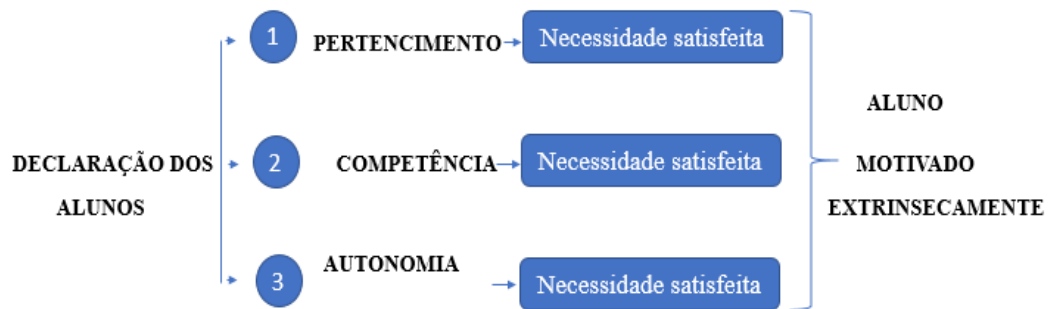 DECLARAÇÃO DOS
ALUNOS
1
PERTENCIMENTO
Necessidade satisfeita
2
COMPETÊNCIA
Necessidade satisfeita
3
AUTONOMIA
Necessidade satisfeita
ALUNO
MOTIVADO
EXTRINSECAMENTE